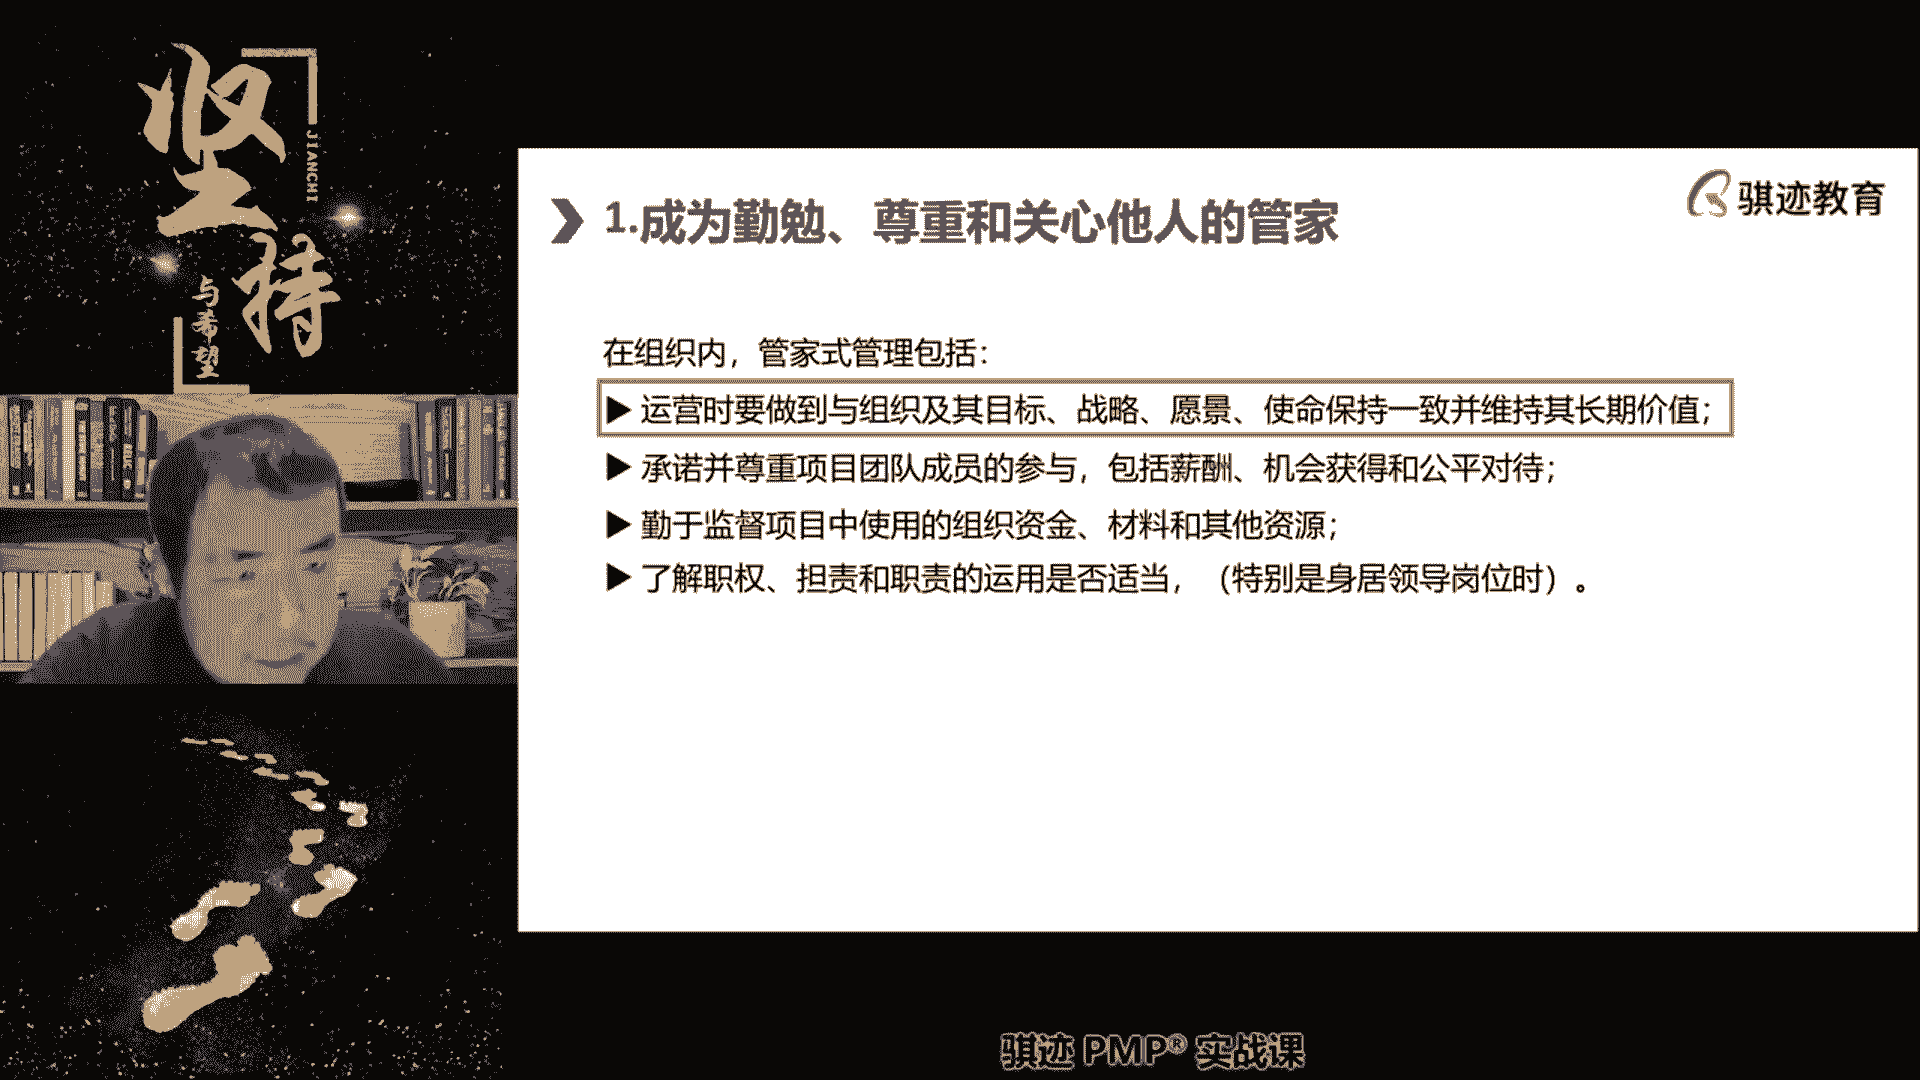 坚持
JIANCHI
与希望
骐迹教育
1.成为勤勉、尊重和关心他人的管家
在组织内，管家式管理包括：
▶ 运营时要做到与组织及其目标、战略、愿景、使命保持一致并维持其长期价值；
▶ 承诺并尊重项目团队成员的参与，包括薪酬、机会获得和公平对待；
▶ 勤于监督项目中使用的组织资金、材料和其他资源；
▶ 了解职权、担责和职责的运用是否适当，（特别是身居领导岗位时）。
骐迹 PMP® 实战课